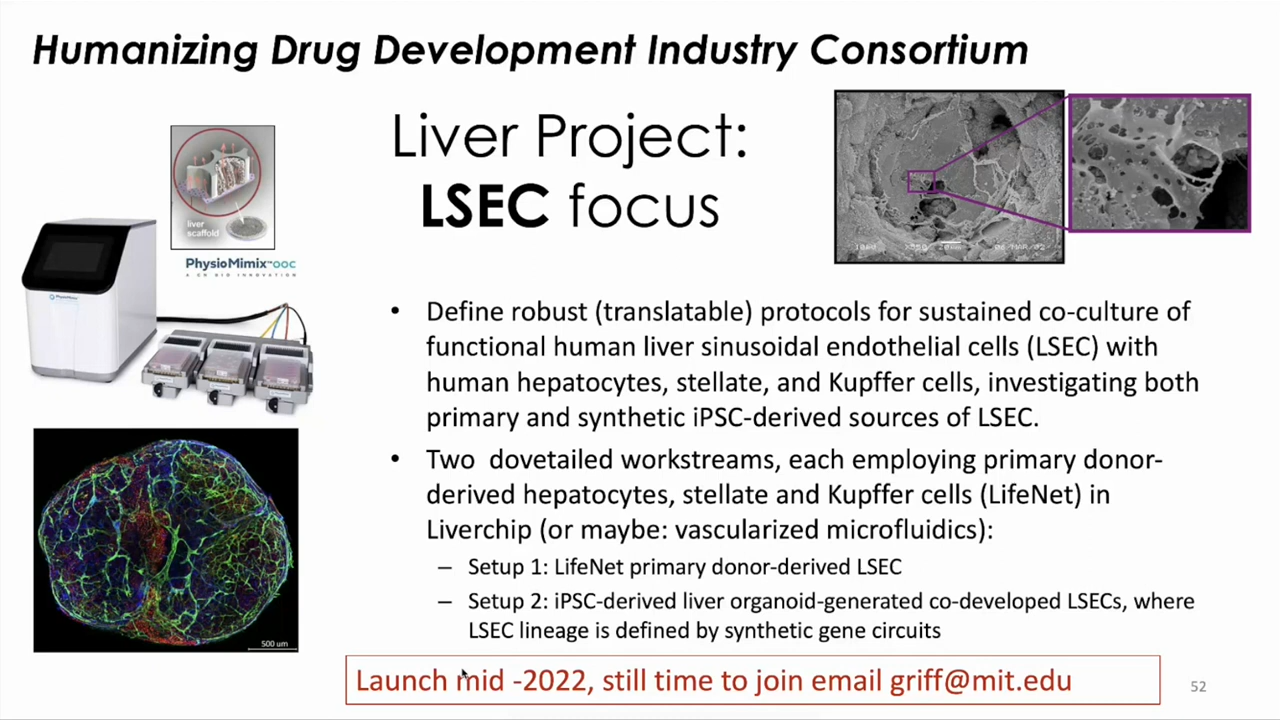 Humanizing Drug Development Industry Consortium
Liver Project:
LSEC focus
liver
scaffold
PhysioMimix™OOC
A CN BIO INNOVATION
PhysioMimix
500 um
• Define robust (translatable) protocols for sustained co-culture of
functional human liver sinusoidal endothelial cells (LSEC) with
human hepatocytes, stellate, and Kupffer cells, investigating both
primary and synthetic iPSC-derived sources of LSEC.
• Two dovetailed workstreams, each employing primary donor-
derived hepatocytes, stellate and Kupffer cells (LifeNet) in
Liverchip (or maybe: vascularized microfluidics):
– Setup 1: LifeNet primary donor-derived LSEC
– Setup 2: iPSC-derived liver organoid-generated co-developed LSECs, where
LSEC lineage is defined by synthetic gene circuits
Launch mid -2022, still time to join email griff@mit.edu
52